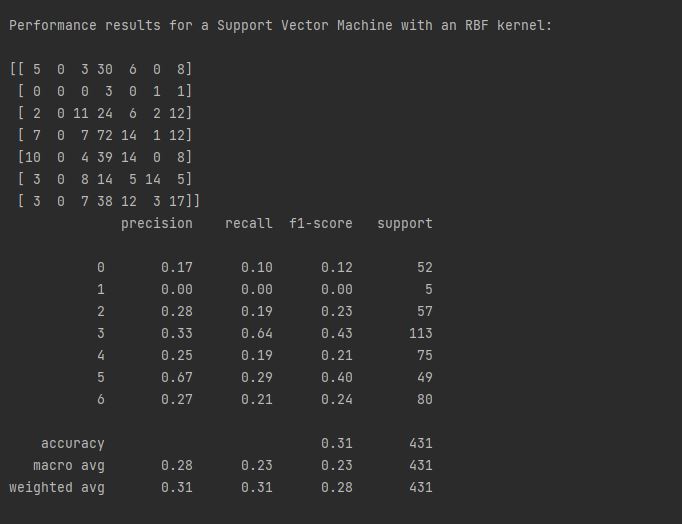 Performance results for a Support Vector Machine with an RBF kernel:
[[ 5  0  3 30  6  0  8]
 [ 0  0  0  3  0  1  1]
 [ 2  0 11 24  6  2 12]
 [ 7  0  7 72 14  1 12]
 [10  0  4 39 14  0  8]
 [ 3  0  8 14  5 14  5]
 [ 3  0  7 38 12  3 17]]
              precision    recall  f1-score   support
           0       0.17      0.10      0.12        52
           1       0.00      0.00      0.00         5
           2       0.28      0.19      0.23        57
           3       0.33      0.64      0.43       113
           4       0.25      0.19      0.21        75
           5       0.67      0.29      0.40        49
           6       0.27      0.21      0.24        80
    accuracy                           0.31       431
   macro avg       0.28      0.23      0.23       431
weighted avg       0.31      0.31      0.28       431